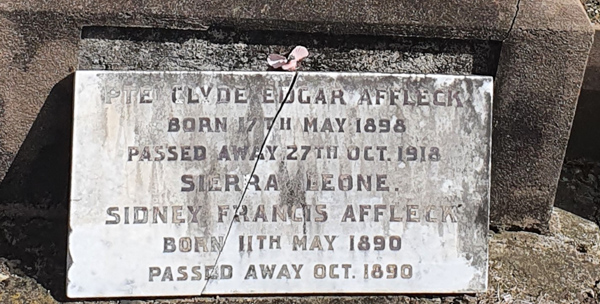 PTE CLYDE EDGAR AFFLECK
BORN 17TH MAY 1898
PASSED AWAY 27TH OCT. 1918
SIERRA LEONE.
SIDNEY FRANCIS AFFLECK
BORN 11TH MAY 1890
PASSED AWAY OCT. 1890